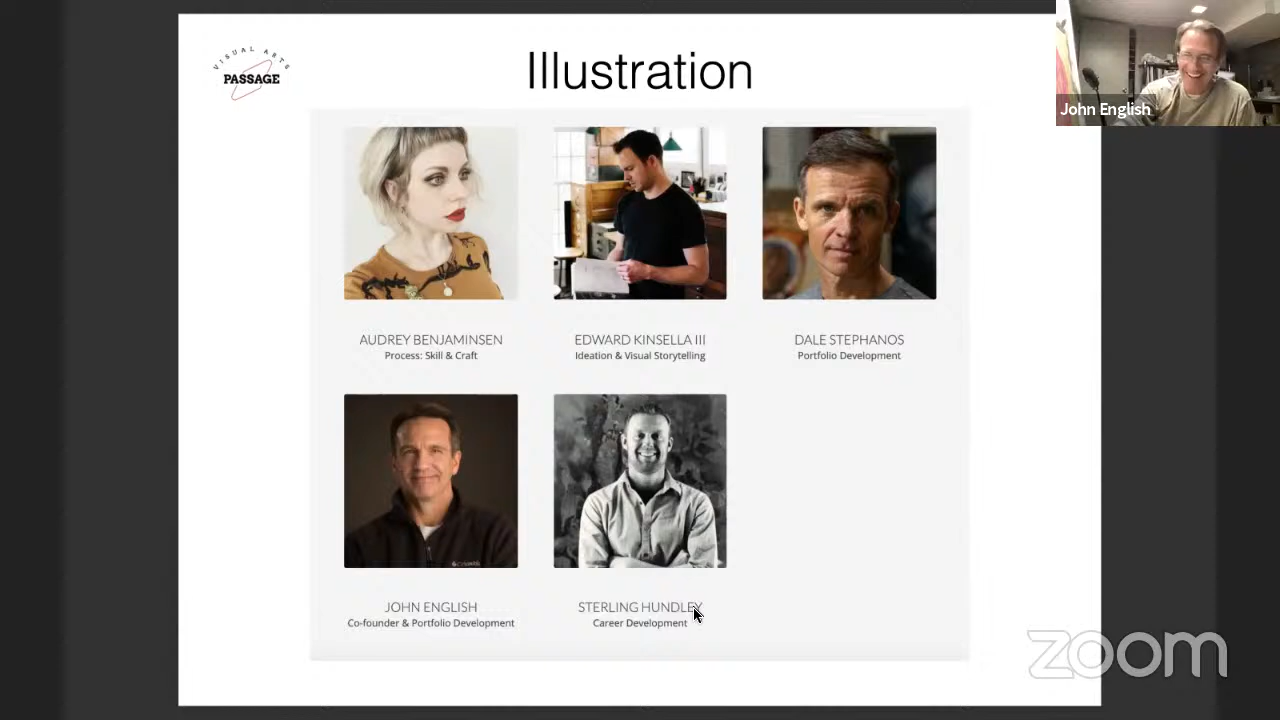 VISUAL ARTS
PASSAGE
Illustration
John English
AUDREY BENJAMINSEN
Process: Skill & Craft
EDWARD KINSELLA III
Ideation & Visual Storytelling
DALE STEPHANOS
Portfolio Development
JOHN ENGLISH
Co-founder & Portfolio Development
STERLING HUNDLEY
Career Development
zoom